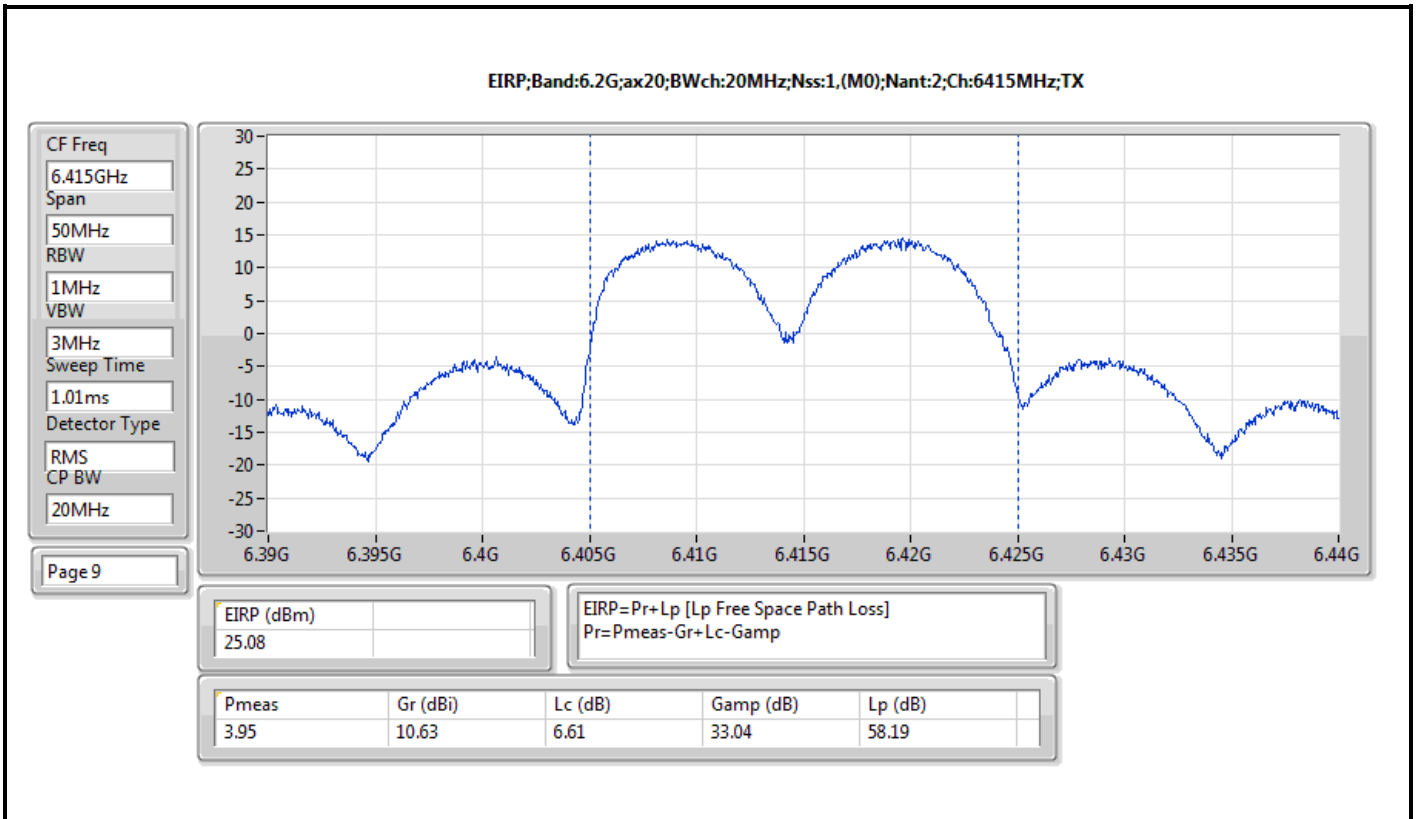 EIRP;Band:6.2G;ax20;BWch:20MHz;Nss:1,(M0);Nant:2;Ch:6415MHz;TX
CF Freq
6.415GHz
Span
50MHz
RBW
1MHz
VBW
3MHz
Sweep Time
1.01ms
Detector Type
RMS
CP BW
20MHz
Page 9
30
25
20
15
10
5
0
-5
-10
-15
-20
-25
-30
6.39G 6.395G 6.4G 6.405G 6.41G 6.415G 6.42G 6.425G 6.43G 6.435G 6.44G
EIRP (dBm)
25.08
EIRP=Pr+Lp [Lp Free Space Path Loss]
Pr=Pmeas-Gr+Lc-Gamp
Pmeas Gr (dBi) Lc (dB) Gamp (dB) Lp (dB)
3.95 10.63 6.61 33.04 58.19